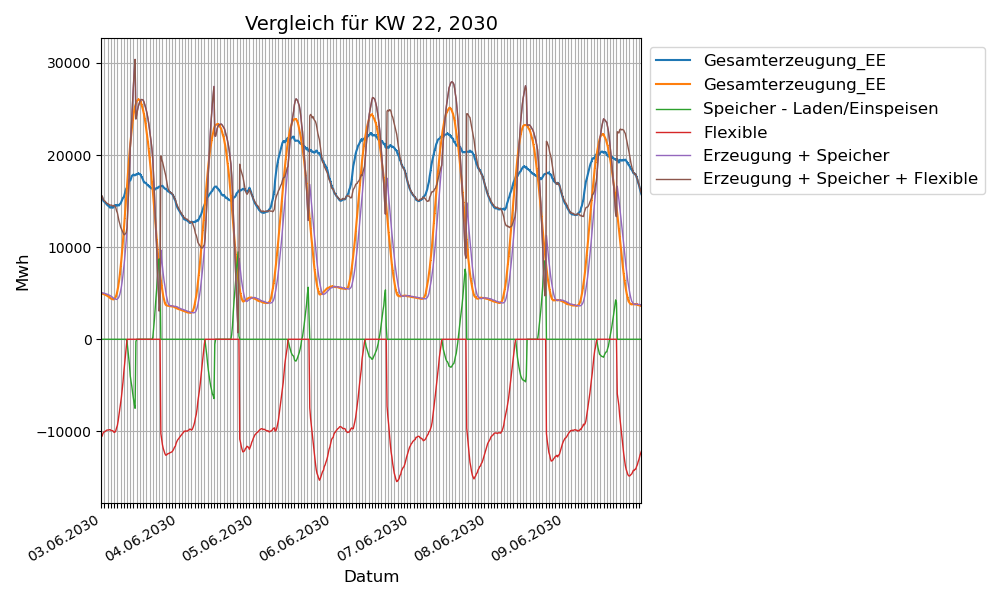 Vergleich für KW 22, 2030
30000
20000
10000
0
−10000
Mwh
03.06.2030
04.06.2030
05.06.2030
06.06.2030
07.06.2030
08.06.2030
09.06.2030
Datum
Gesamterzeugung_EE
Gesamterzeugung_EE
Speicher - Laden/Einspeisen
Flexible
Erzeugung + Speicher
Erzeugung + Speicher + Flexible